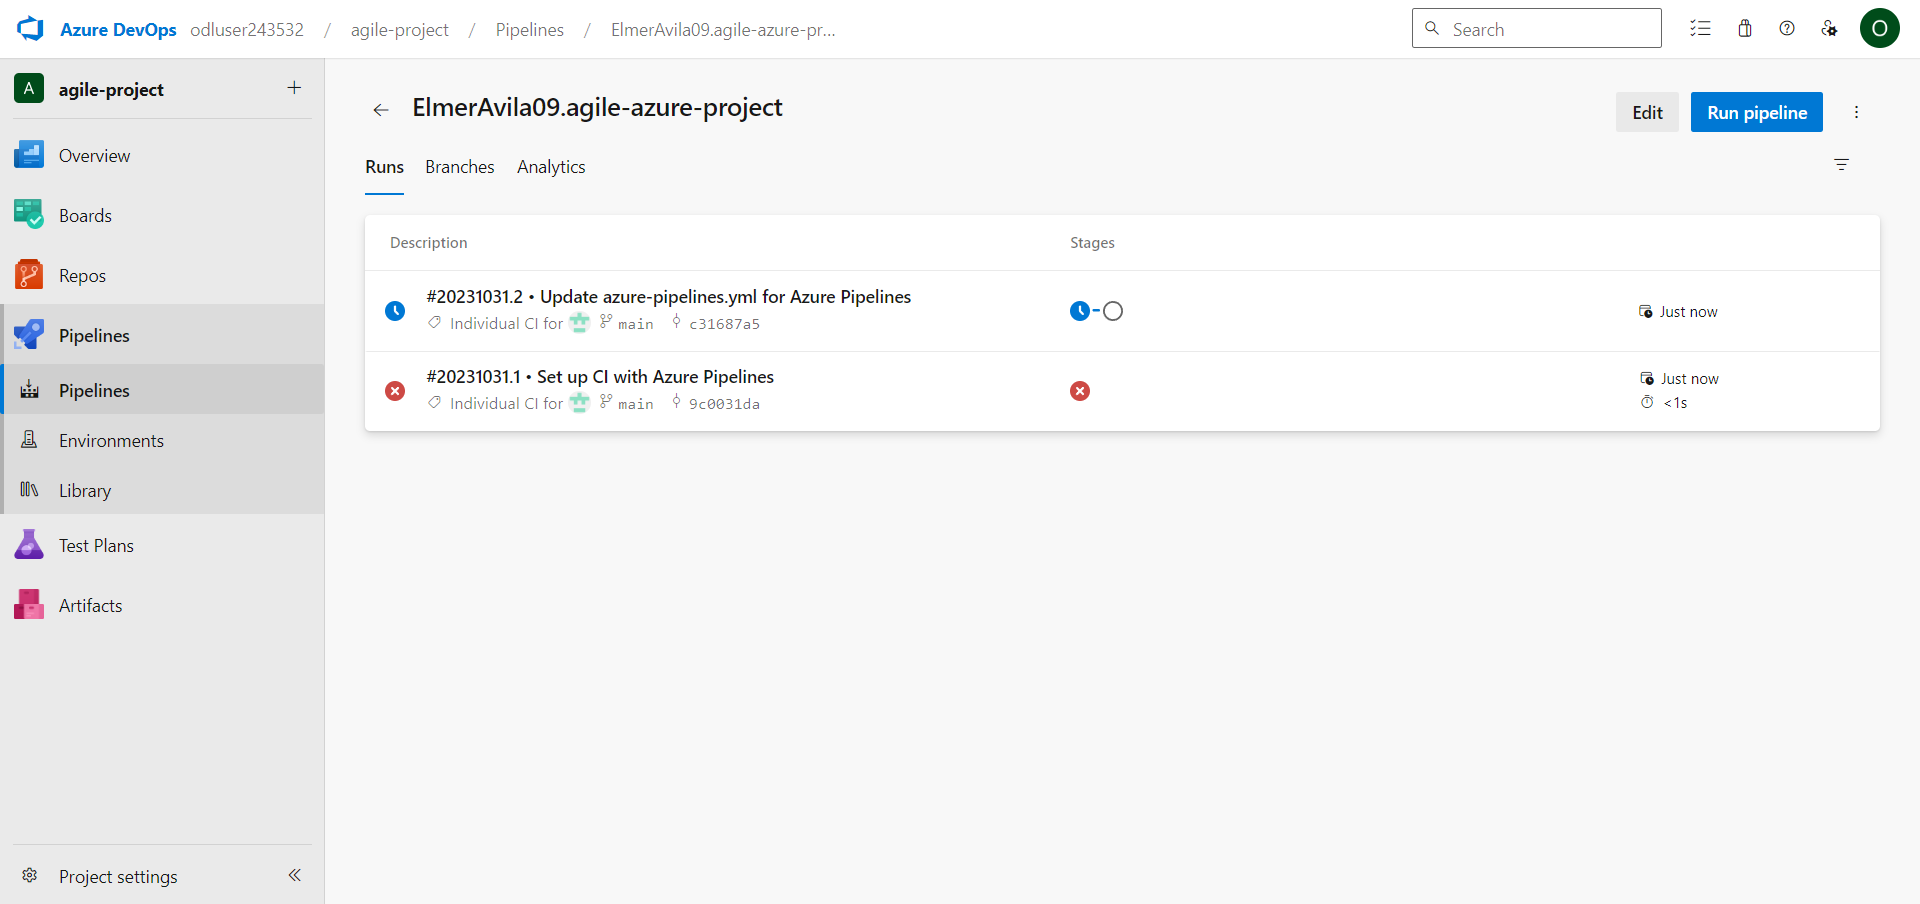 Azure DevOps odluser243532 / agile-project / Pipelines / ElmerAvila09.agile-azure-pr...
Search
O
A agile-project +
Overview
Boards
Repos
Pipelines
Pipelines
Environments
Library
Test Plans
Artifacts
Project settings
ElmerAvila09.agile-azure-project
Edit
Run pipeline
Runs Branches Analytics
Description Stages
#20231031.2 • Update azure-pipelines.yml for Azure Pipelines
Individual CI for main c31687a5
Just now
#20231031.1 • Set up CI with Azure Pipelines
Individual CI for main 9c0031da
Just now
<1s